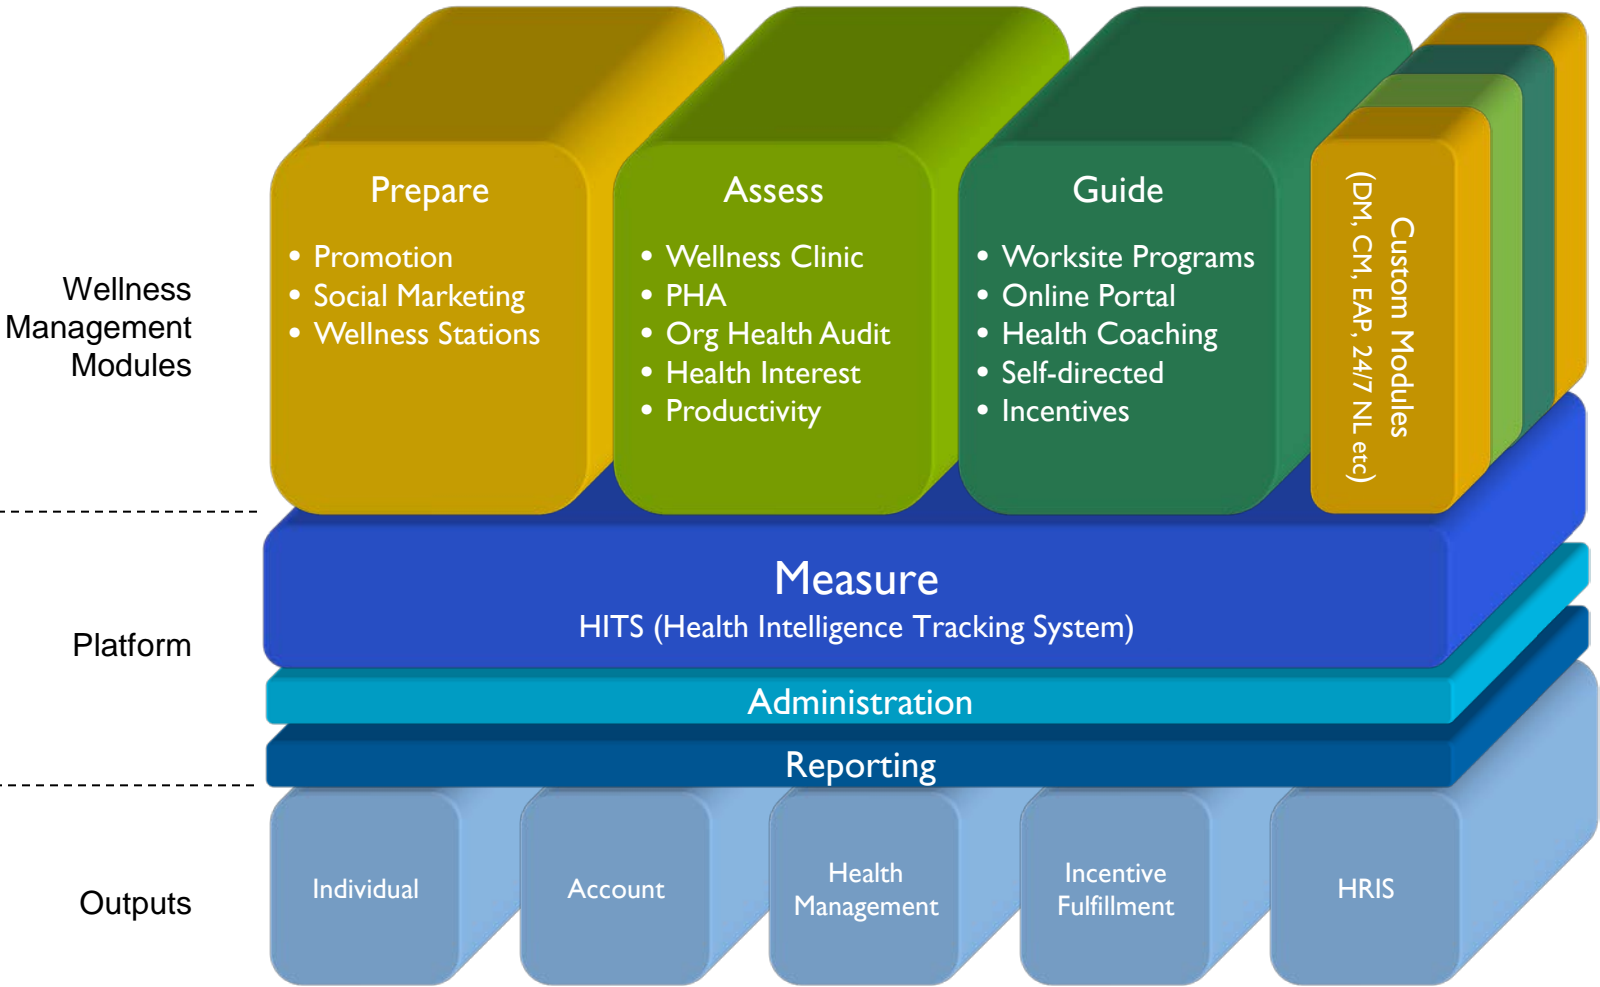 Wellness
Management
Modules
Prepare
• Promotion
• Social Marketing
• Wellness Stations
Assess
• Wellness Clinic
• PHA
• Org Health Audit
• Health Interest
• Productivity
Guide
• Worksite Programs
• Online Portal
• Health Coaching
• Self-directed
• Incentives
Custom Modules
(DM, CM, EAP, 24/7 NL etc)
Platform
Measure
HITS (Health Intelligence Tracking System)
Administration
Reporting
Outputs
Individual
Account
Health
Management
Incentive
Fulfillment
HRIS